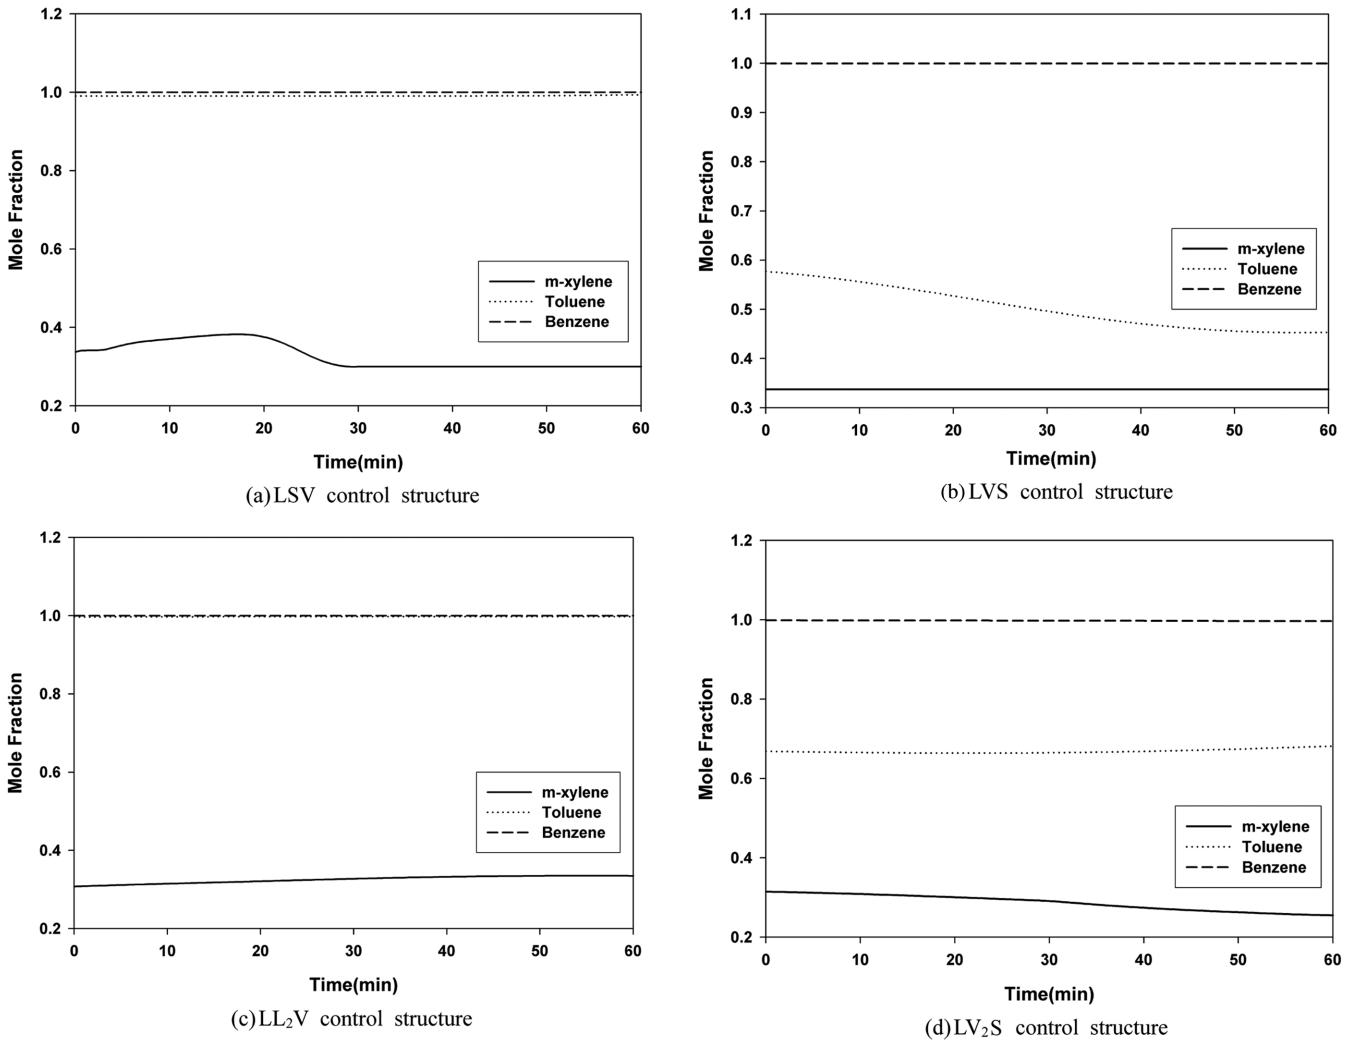 1.2
1.0
0.8
0.6
0.4
0.2
Mole Fraction
m-xylene
Toluene
Benzene
0 10 20 30 40 50 60
Time(min)
(a) LSV control structure
1.1
1.0
0.9
0.8
0.7
0.6
0.5
0.4
0.3
Mole Fraction
m-xylene
Toluene
Benzene
0 10 20 30 40 50 60
Time(min)
(b) LVS control structure
1.2
1.0
0.8
0.6
0.4
0.2
Mole Fraction
m-xylene
Toluene
Benzene
0 10 20 30 40 50 60
Time(min)
(c) LL₂V control structure
1.2
1.0
0.8
0.6
0.4
0.2
Mole Fraction
m-xylene
Toluene
Benzene
0 10 20 30 40 50 60
Time(min)
(d) LV₂S control structure